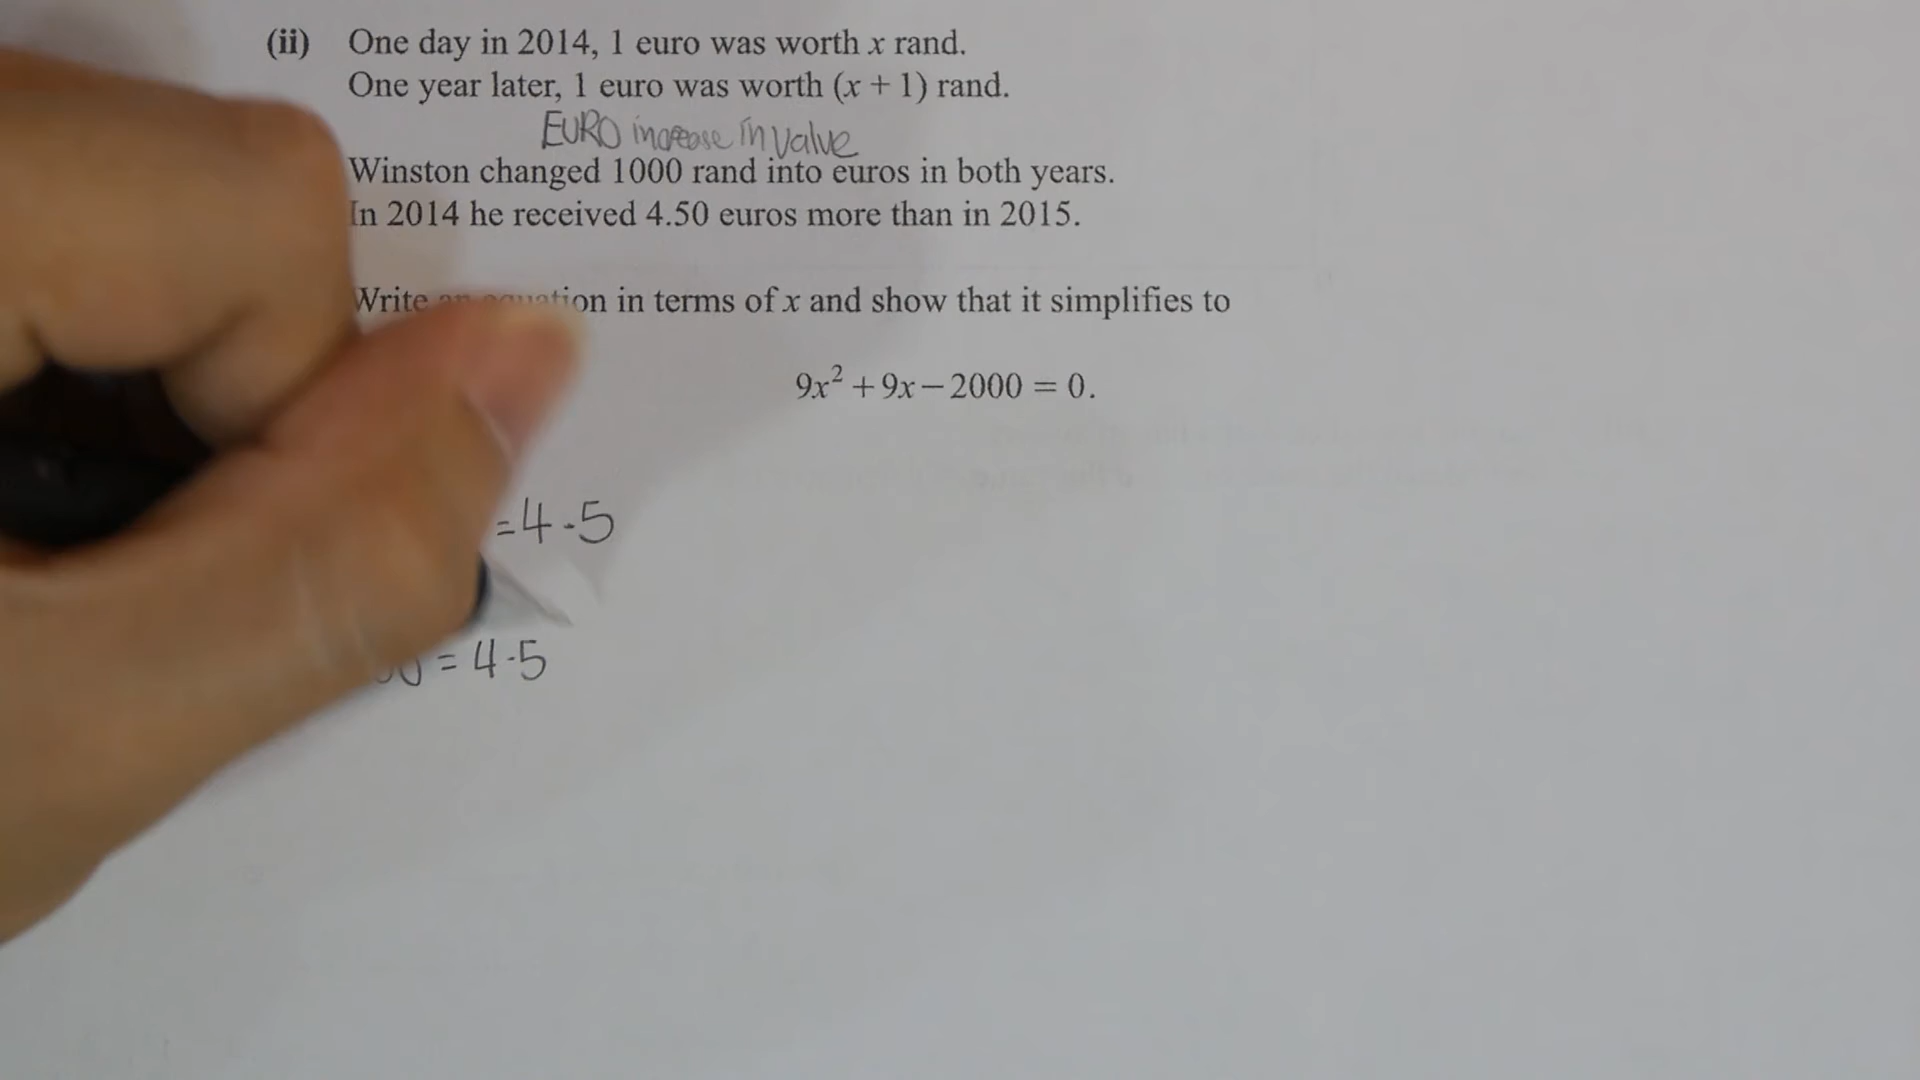 (ii) One day in 2014, 1 euro was worth x rand.
One year later, 1 euro was worth (x + 1) rand.
EURO increase in value
Winston changed 1000 rand into euros in both years.
In 2014 he received 4.50 euros more than in 2015.
Write an equation in terms of x and show that it simplifies to
9x² + 9x − 2000 = 0.
=4.5
= 4.5